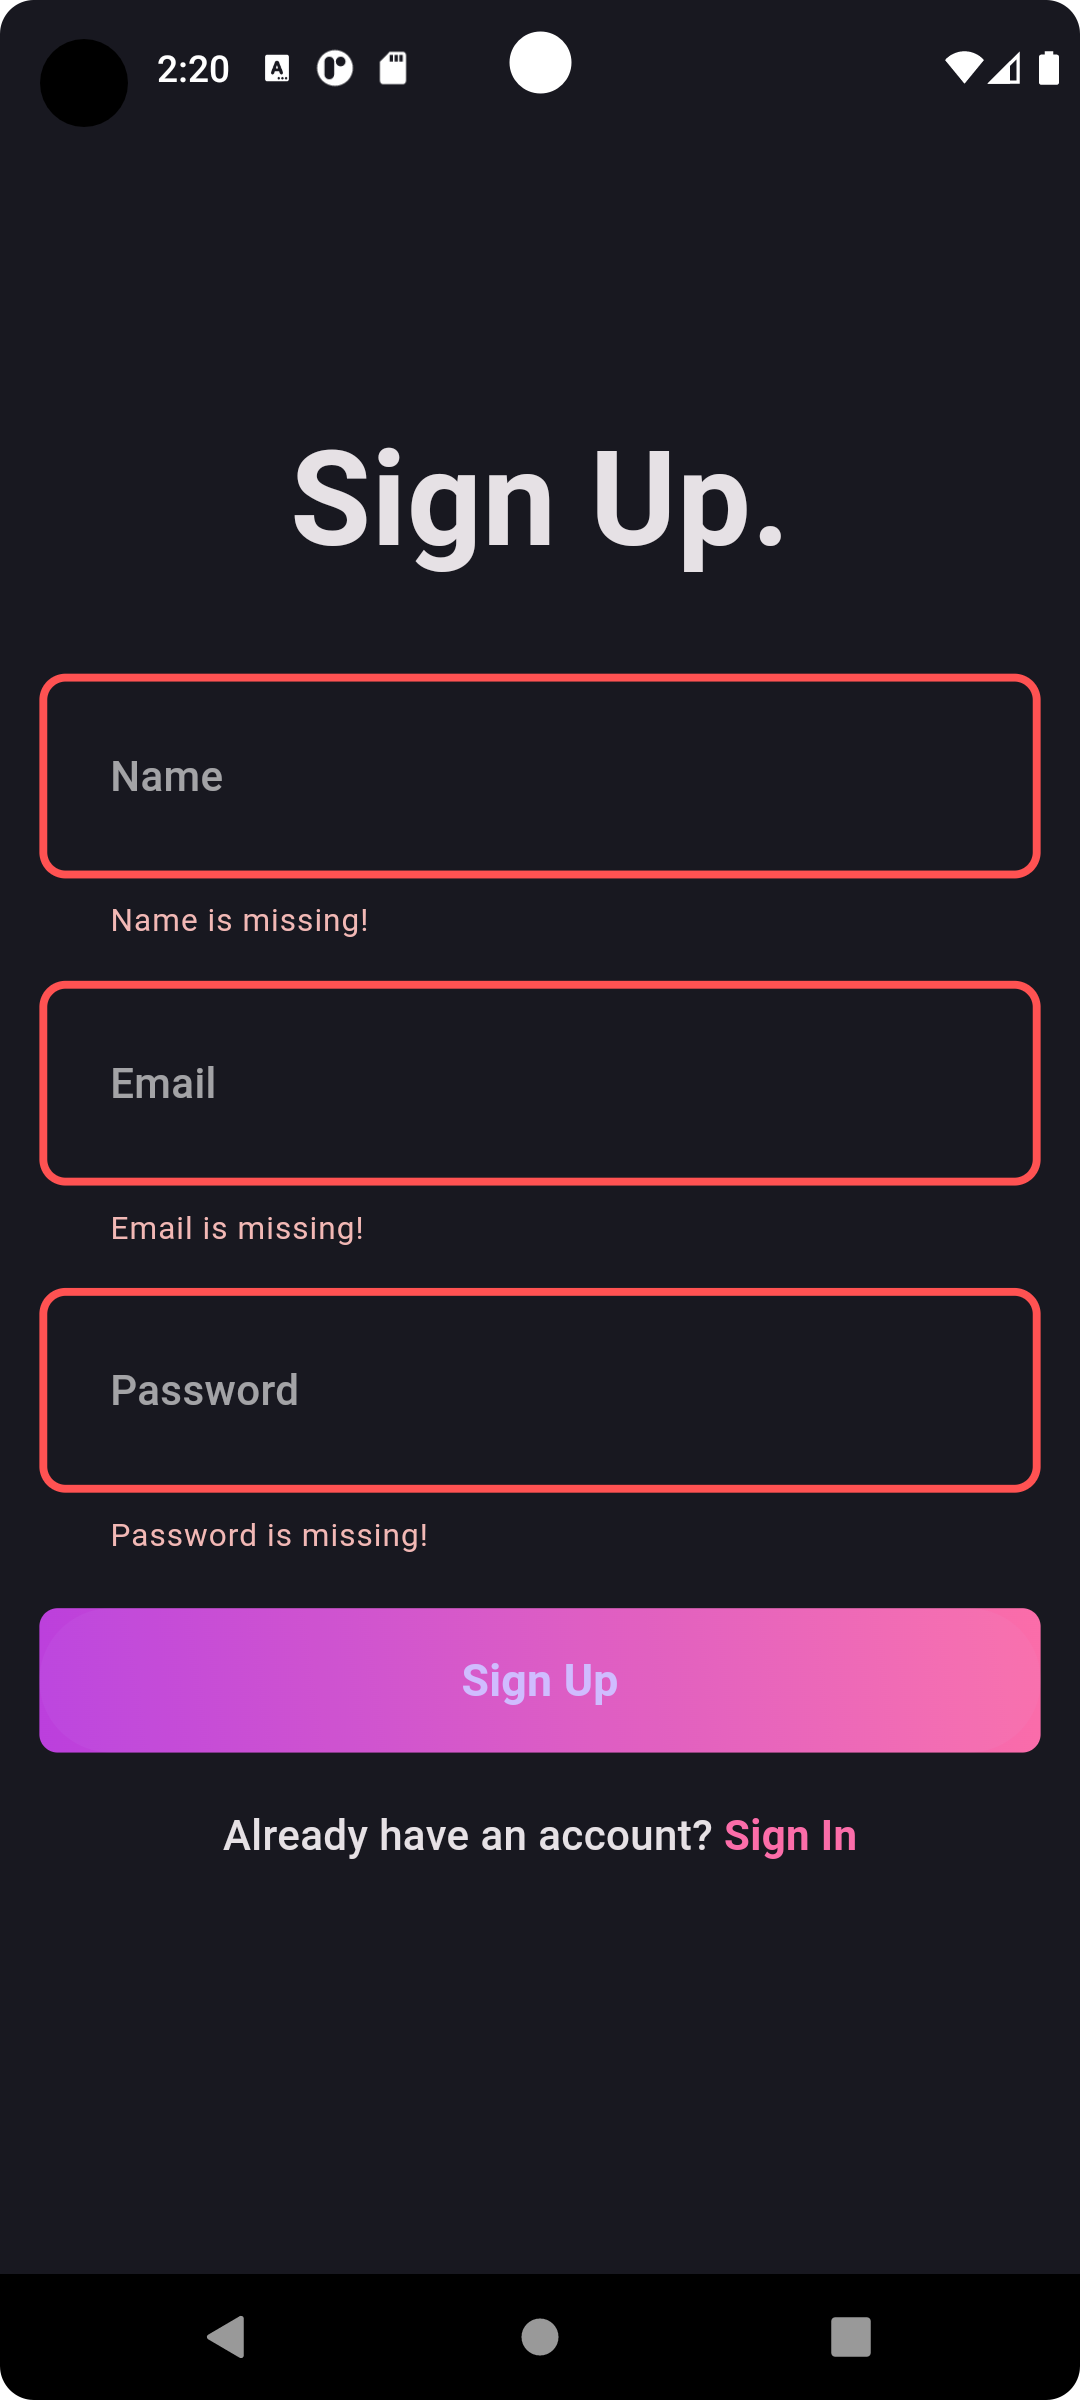 2:20
Sign Up.
Name
Name is missing!
Email
Email is missing!
Password
Password is missing!
Sign Up
Already have an account? Sign In